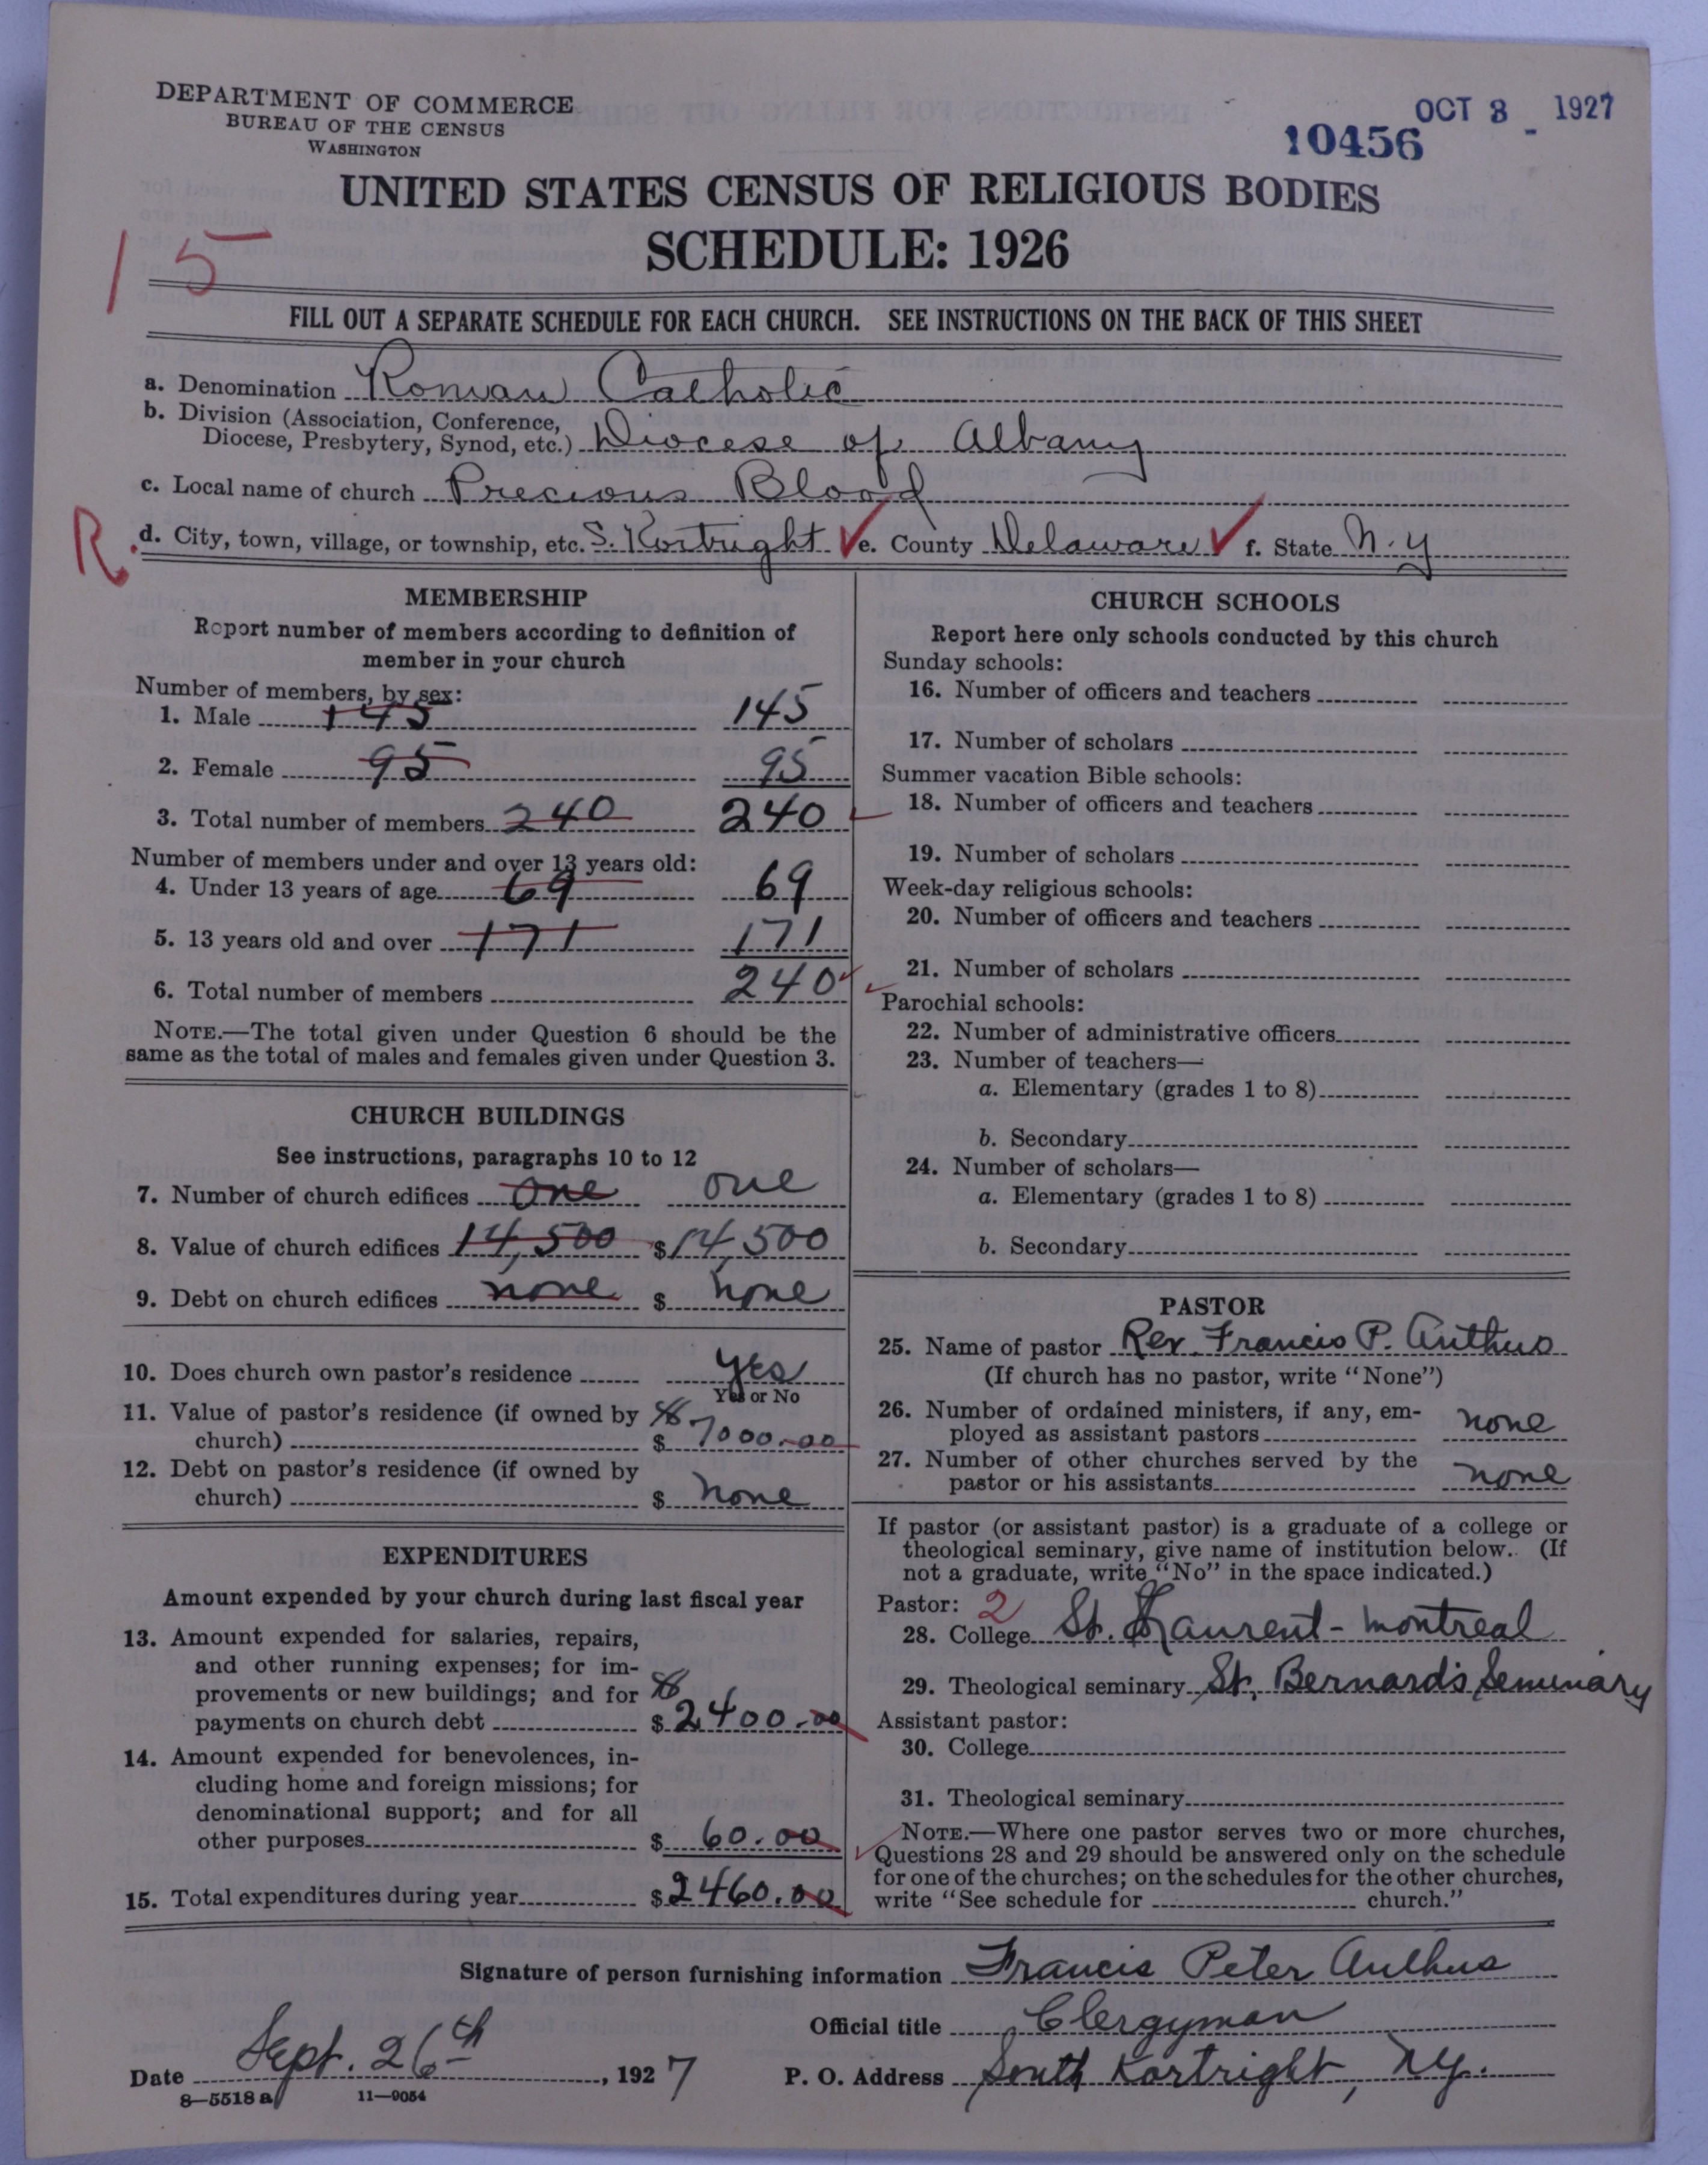 DEPARTMENT OF COMMERCE
BUREAU OF THE CENSUS
WASHINGTON
OCT 8 - 1927
10456
UNITED STATES CENSUS OF RELIGIOUS BODIES
SCHEDULE: 1926
15
FILL OUT A SEPARATE SCHEDULE FOR EACH CHURCH. SEE INSTRUCTIONS ON THE BACK OF THIS SHEET
a. Denomination Roman Catholic
b. Division (Association, Conference,
Diocese, Presbytery, Synod, etc.) Diocese of Albany
c. Local name of church Precious Blood
R. d. City, town, village, or township, etc. S. Kortright e. County Delaware f. State N.Y
MEMBERSHIP
Report number of members according to definition of
member in your church
Number of members, by sex:
1. Male 145 145
2. Female 95 95
3. Total number of members 240 240
Number of members under and over 13 years old:
4. Under 13 years of age 69 69
5. 13 years old and over 171 171
6. Total number of members 240
NOTE.—The total given under Question 6 should be the
same as the total of males and females given under Question 3.
CHURCH BUILDINGS
See instructions, paragraphs 10 to 12
7. Number of church edifices one one
8. Value of church edifices 14,500 $ 14,500
9. Debt on church edifices none $ none
10. Does church own pastor's residence yes
Yes or No
11. Value of pastor's residence (if owned by
church) $ 7000.00
12. Debt on pastor's residence (if owned by
church) $ none
EXPENDITURES
Amount expended by your church during last fiscal year
13. Amount expended for salaries, repairs,
and other running expenses; for im-
provements or new buildings; and for
payments on church debt $ 2400.00
14. Amount expended for benevolences, in-
cluding home and foreign missions; for
denominational support; and for all
other purposes $ 60.00
15. Total expenditures during year $ 2460.00
CHURCH SCHOOLS
Report here only schools conducted by this church
Sunday schools:
16. Number of officers and teachers
17. Number of scholars
Summer vacation Bible schools:
18. Number of officers and teachers
19. Number of scholars
Week-day religious schools:
20. Number of officers and teachers
21. Number of scholars
Parochial schools:
22. Number of administrative officers
23. Number of teachers—
a. Elementary (grades 1 to 8)
b. Secondary
24. Number of scholars—
a. Elementary (grades 1 to 8)
b. Secondary
PASTOR
25. Name of pastor Rev. Francis P. Anthus
(If church has no pastor, write "None")
26. Number of ordained ministers, if any, em-
ployed as assistant pastors none
27. Number of other churches served by the
pastor or his assistants none
If pastor (or assistant pastor) is a graduate of a college or
theological seminary, give name of institution below. (If
not a graduate, write "No" in the space indicated.)
Pastor: 2
28. College St. Laurent - Montreal
29. Theological seminary St. Bernard's Seminary
Assistant pastor:
30. College
31. Theological seminary
NOTE.—Where one pastor serves two or more churches,
Questions 28 and 29 should be answered only on the schedule
for one of the churches; on the schedules for the other churches,
write "See schedule for church."
Signature of person furnishing information Francis Peter Anthus
Official title Clergyman
Date Sept. 26th, 1927 P. O. Address South Kortright, N.Y.
8—5518 a 11—9054